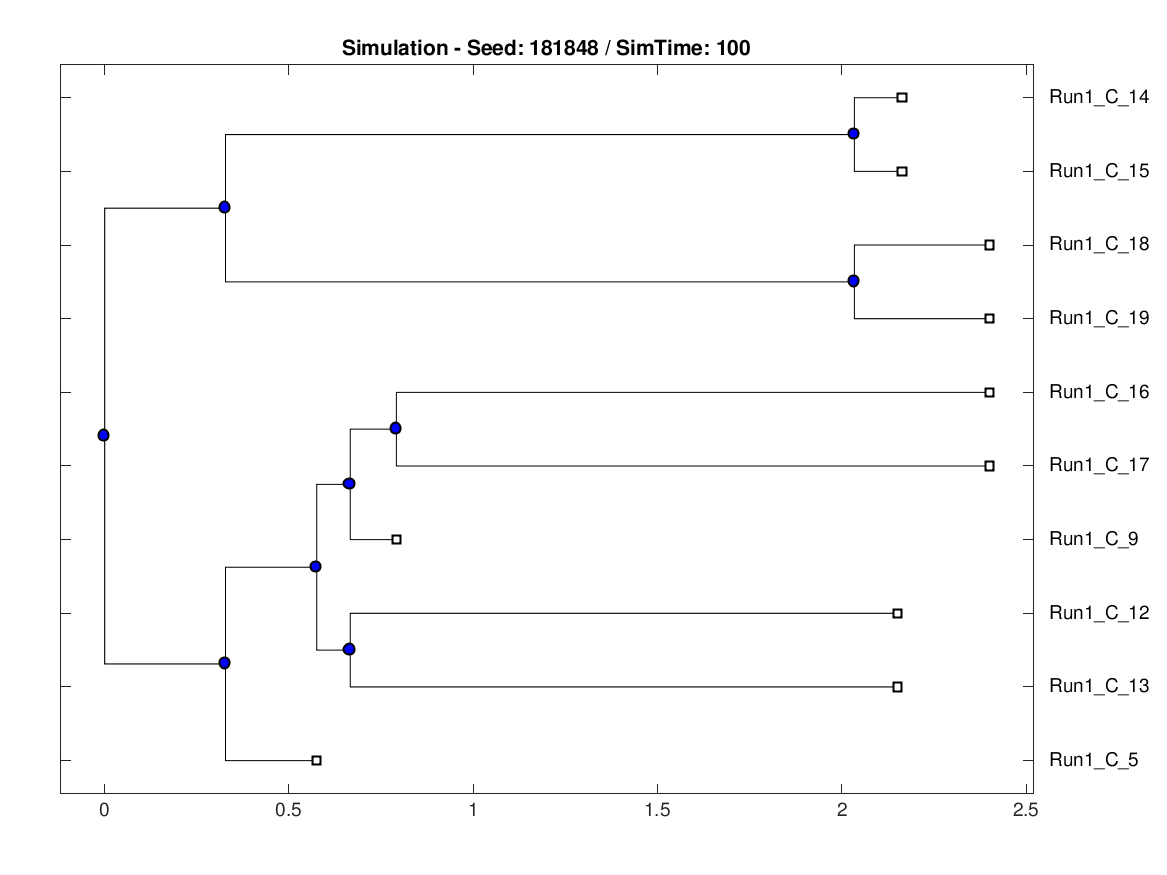 Simulation - Seed: 181848 / SimTime: 100
Run1_C_14
Run1_C_15
Run1_C_18
Run1_C_19
Run1_C_16
Run1_C_17
Run1_C_9
Run1_C_12
Run1_C_13
Run1_C_5
0 0.5 1 1.5 2 2.5